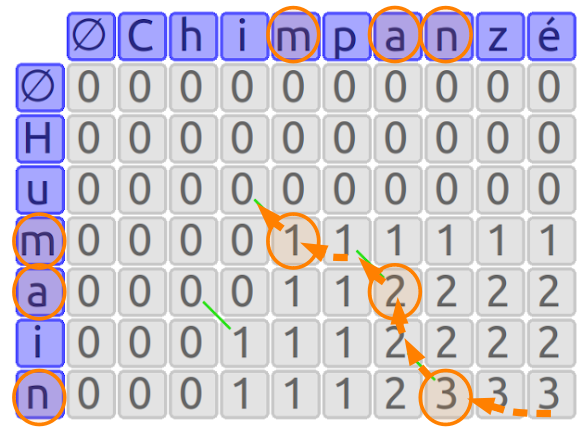 ∅ C h i m p a n z é
∅ 0 0 0 0 0 0 0 0 0 0
H 0 0 0 0 0 0 0 0 0 0
u 0 0 0 0 0 0 0 0 0 0
m 0 0 0 0 1 1 1 1 1 1
a 0 0 0 0 1 1 2 2 2 2
i 0 0 0 1 1 1 2 2 2 2
n 0 0 0 1 1 1 2 3 3 3